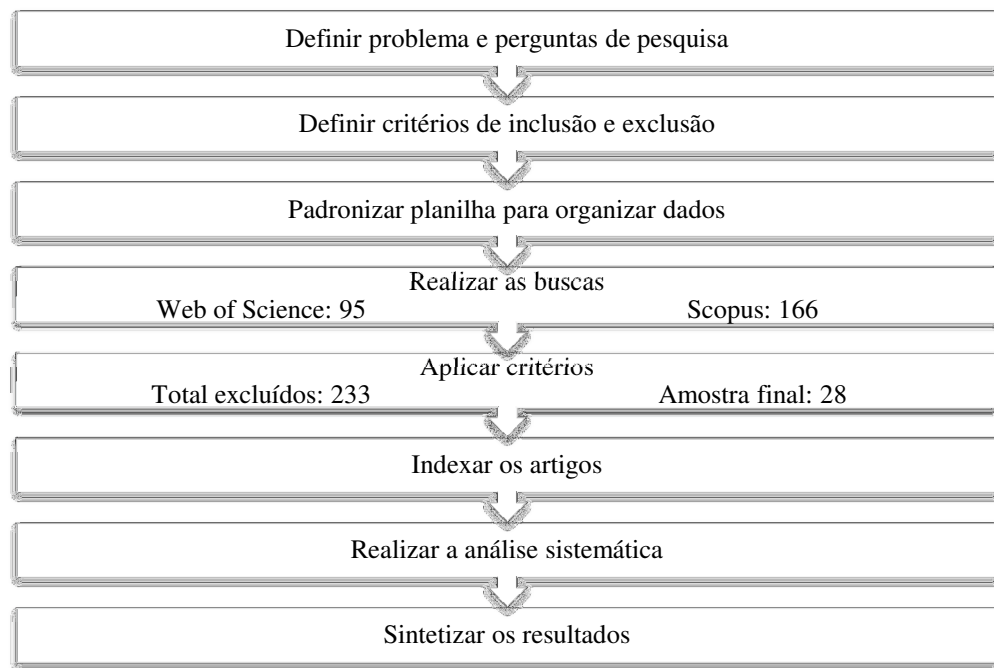 Definir problema e perguntas de pesquisa
Definir critérios de inclusão e exclusão
Padronizar planilha para organizar dados
Realizar as buscas
Web of Science: 95 Scopus: 166
Aplicar critérios
Total excluídos: 233 Amostra final: 28
Indexar os artigos
Realizar a análise sistemática
Sintetizar os resultados